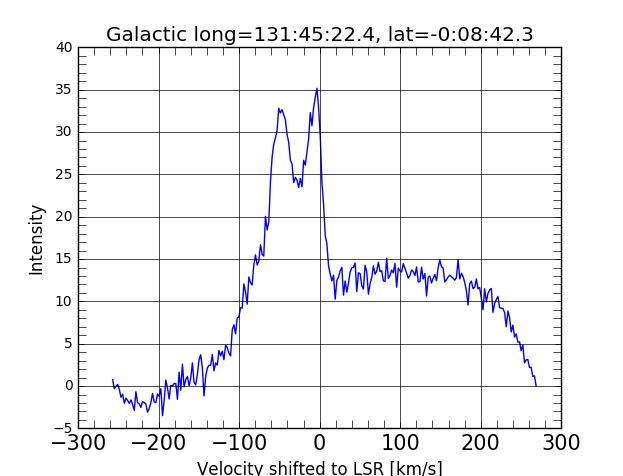 Galactic long=131:45:22.4, lat=-0:08:42.3
40
35
30
25
20
15
10
5
0
−5
−300 −200 −100 0 100 200 300
Intensity
Velocity shifted to LSR [km/s]